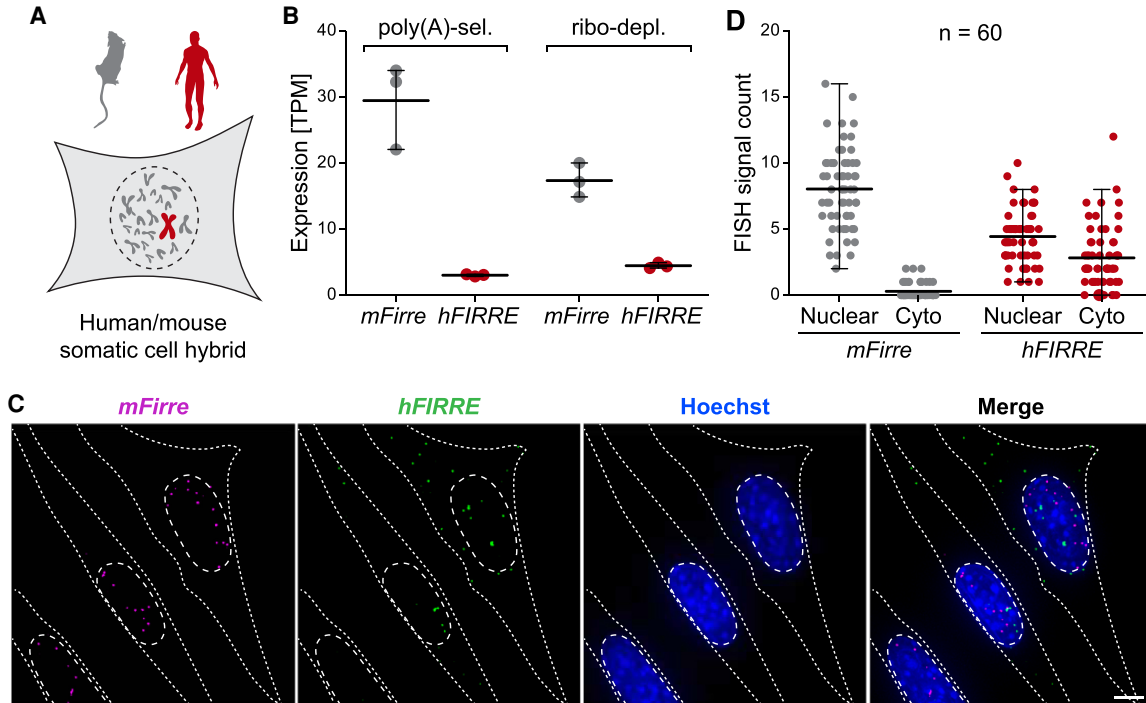 A
Human/mouse
somatic cell hybrid
B
poly(A)-sel.
ribo-depl.
Expression [TPM]
40
30
20
10
0
mFirre
hFIRRE
mFirre
hFIRRE
D
n = 60
FISH signal count
20
15
10
5
0
Nuclear
Cyto
Nuclear
Cyto
mFirre
hFIRRE
C
mFirre
hFIRRE
Hoechst
Merge